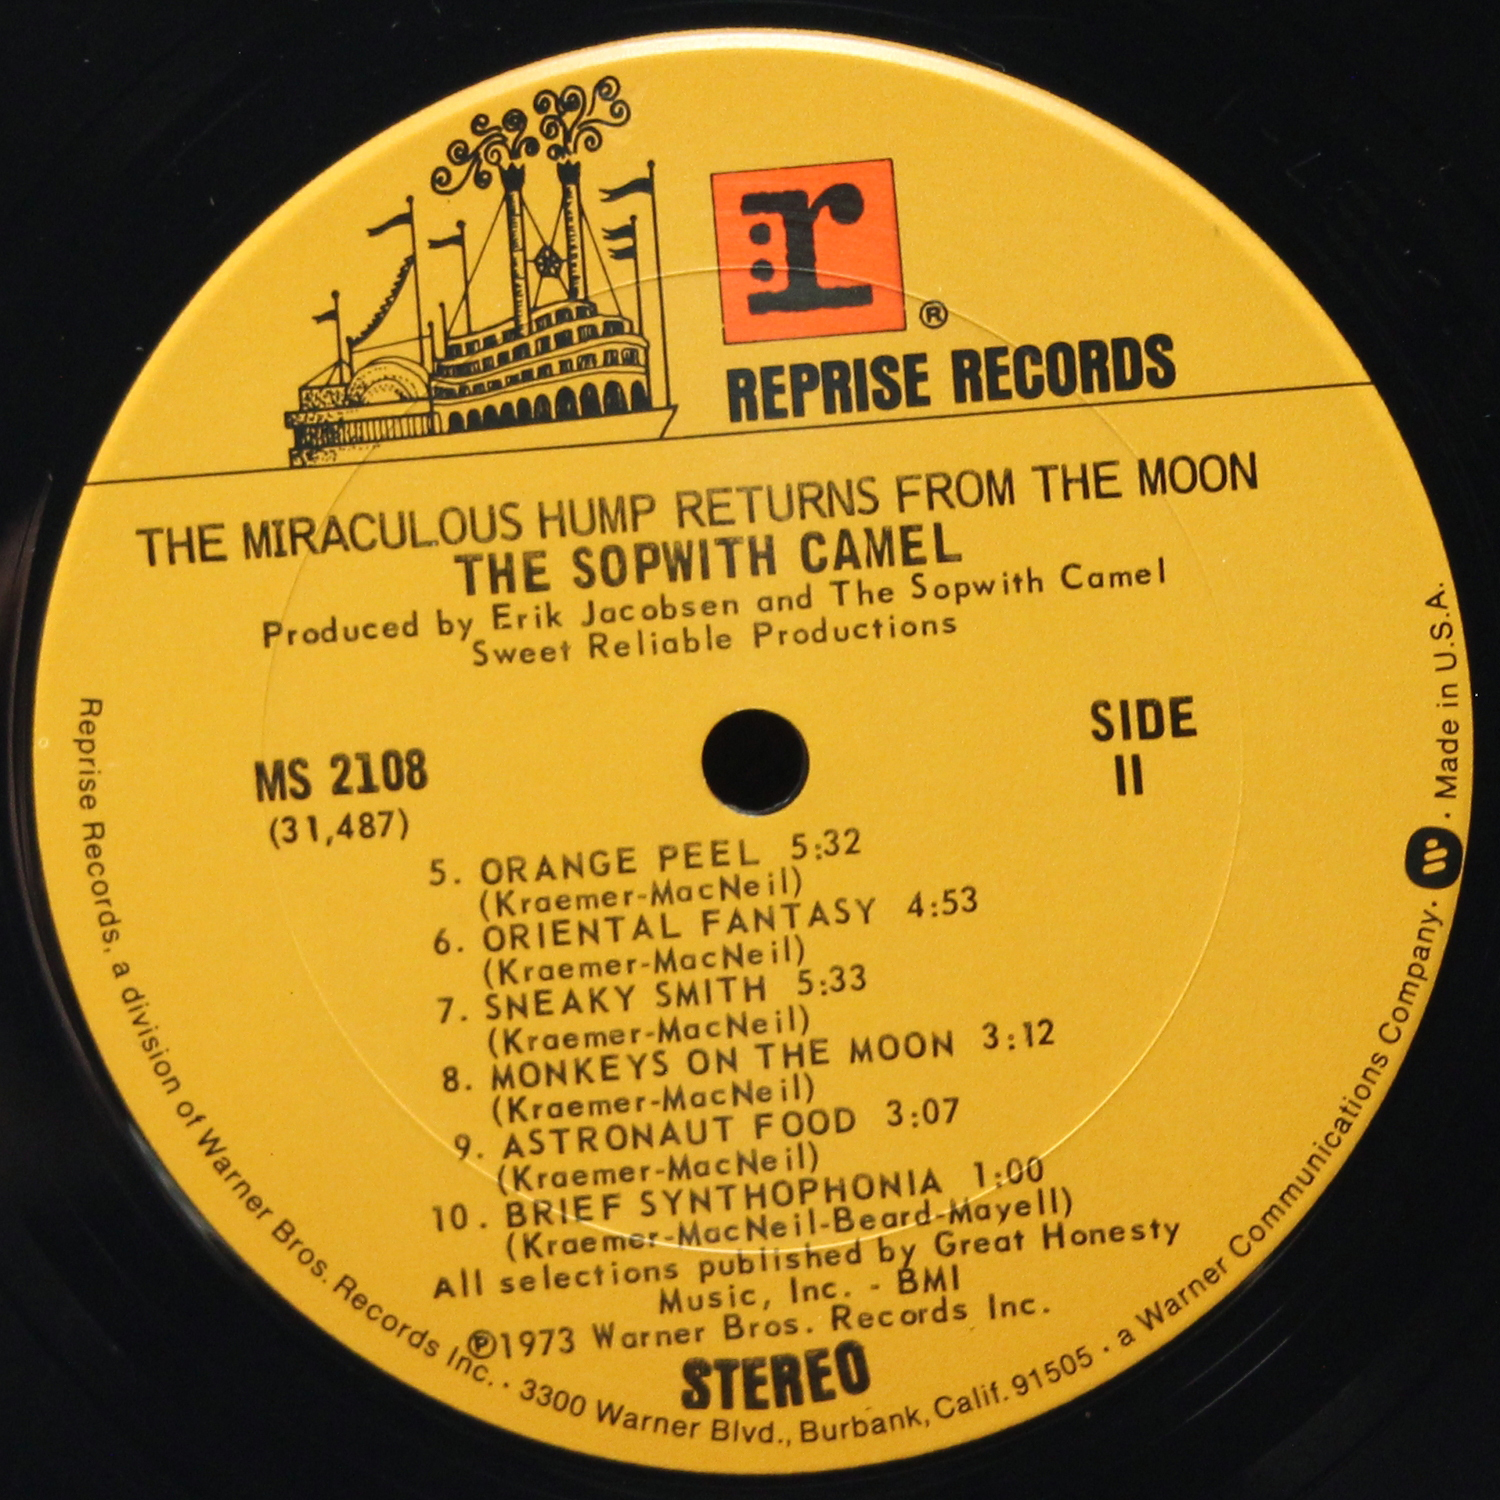 r
®
REPRISE RECORDS
THE MIRACULOUS HUMP RETURNS FROM THE MOON
THE SOPWITH CAMEL
Produced by Erik Jacobsen and The Sopwith Camel
Sweet Reliable Productions
MS 2108
(31,487)
SIDE
II
5. ORANGE PEEL 5:32
(Kraemer-MacNeil)
6. ORIENTAL FANTASY 4:53
(Kraemer-MacNeil)
7. SNEAKY SMITH 5:33
(Kraemer-MacNeil)
8. MONKEYS ON THE MOON 3:12
(Kraemer-MacNeil)
9. ASTRONAUT FOOD 3:07
(Kraemer-MacNeil)
10. BRIEF SYNTHOPHONIA 1:00
(Kraemer-MacNeil-Beard-Mayell)
All selections published by Great Honesty
Music, Inc. - BMI
℗1973 Warner Bros. Records Inc.
STEREO
Reprise Records, a division of Warner Bros. Records Inc. · 3300 Warner Blvd., Burbank, Calif. 91505 · a Warner Communications Company. W · Made in U.S.A.